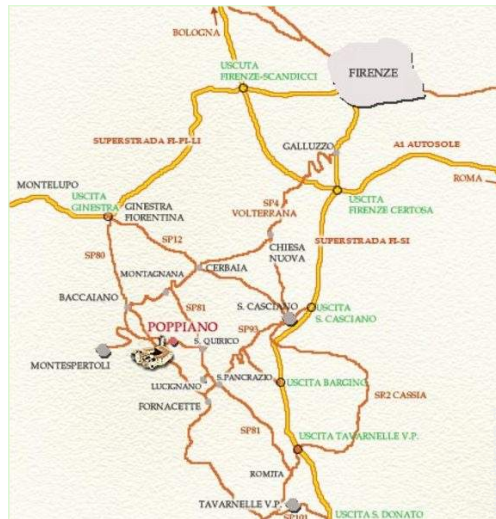 BOLOGNA
USCUTA
FIRENZE-SCANDICCI
FIRENZE
GALLUZZO
SUPERSTRADA FI-PI-LI
A1 AUTOSOLE
ROMA
MONTELUPO
USCITA
GINESTRA
GINESTRA
FIORENTINA
SP4
VOLTERRANA
USCITA
FIRENZE CERTOSA
SP12
CHIESA
NUOVA
SUPERSTRADA FI-SI
SP80
MONTAGNANA
CERBAIA
BACCAIANO
SP81
S. CASCIANO
USCITA
S. CASCIANO
POPPIANO
SP93
S. QUIRICO
MONTESPERTOLI
LUCIGNANO
S.PANCRAZIO
USCITA BARGINO
SR2 CASSIA
FORNACETTE
SP81
USCITA TAVARNELLE V.P.
ROMITA
TAVARNELLE V.P.
SP101
USCITA S. DONATO